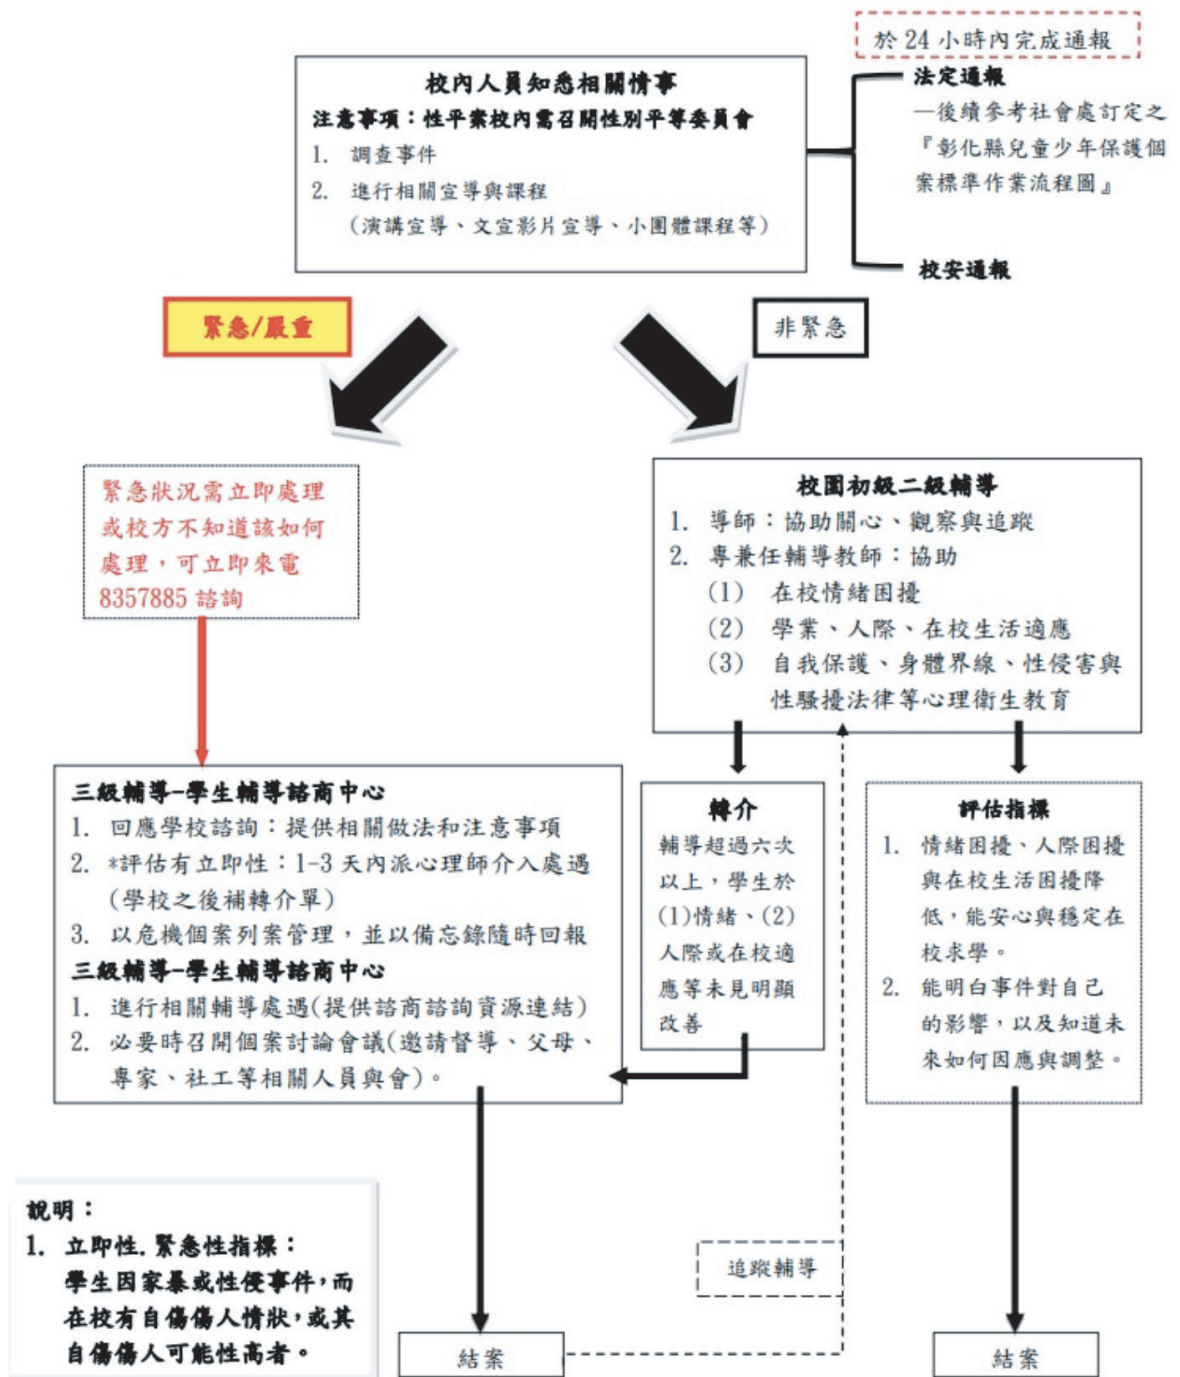 於 24 小時內完成通報
校內人員知悉相關情事
注意事項：性平案校內需召開性別平等委員會
1. 調查事件
2. 進行相關宣導與課程
(演講宣導、文宣影片宣導、小團體課程等)
法定通報
—後續參考社會處訂定之
『彰化縣兒童少年保護個
案標準作業流程圖』
校安通報
緊急/嚴重
非緊急
緊急狀況需立即處理
或校方不知道該如何
處理，可立即來電
8357885 諮詢
校園初級二級輔導
1. 導師：協助關心、觀察與追蹤
2. 專兼任輔導教師：協助
(1) 在校情緒困擾
(2) 學業、人際、在校生活適應
(3) 自我保護、身體界線、性侵害與
性騷擾法律等心理衛生教育
三級輔導-學生輔導諮商中心
1. 回應學校諮詢：提供相關做法和注意事項
2. *評估有立即性：1-3 天內派心理師介入處遇
(學校之後補轉介單)
3. 以危機個案列案管理，並以備忘錄隨時回報
三級輔導-學生輔導諮商中心
1. 進行相關輔導處遇(提供諮商諮詢資源連結)
2. 必要時召開個案討論會議(邀請督導、父母、
專家、社工等相關人員與會)。
轉介
輔導超過六次
以上，學生於
(1)情緒、(2)
人際或在校適
應等未見明顯
改善
評估指標
1. 情緒困擾、人際困擾
與在校生活困擾降
低，能安心與穩定在
校求學。
2. 能明白事件對自己
的影響，以及知道未
來如何因應與調整。
說明：
1. 立即性.緊急性指標：
學生因家暴或性侵事件，而
在校有自傷傷人情狀，或其
自傷傷人可能性高者。
追蹤輔導
結案
結案